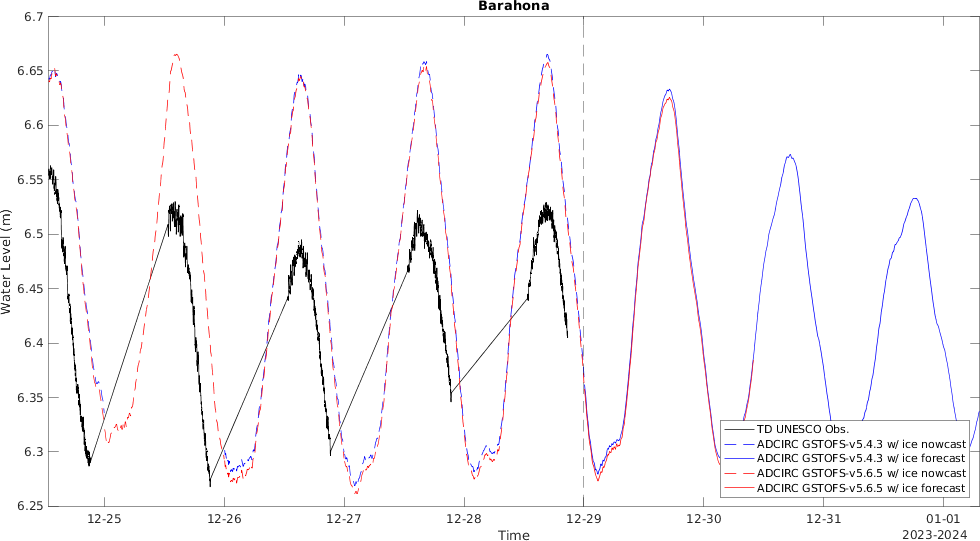 Barahona
6.7
6.65
6.6
6.55
6.5
6.45
6.4
6.35
6.3
6.25
Water Level (m)
TD UNESCO Obs.
ADCIRC GSTOFS-v5.4.3 w/ ice nowcast
ADCIRC GSTOFS-v5.4.3 w/ ice forecast
ADCIRC GSTOFS-v5.6.5 w/ ice nowcast
ADCIRC GSTOFS-v5.6.5 w/ ice forecast
12-25 12-26 12-27 12-28 12-29 12-30 12-31 01-01
Time
2023-2024